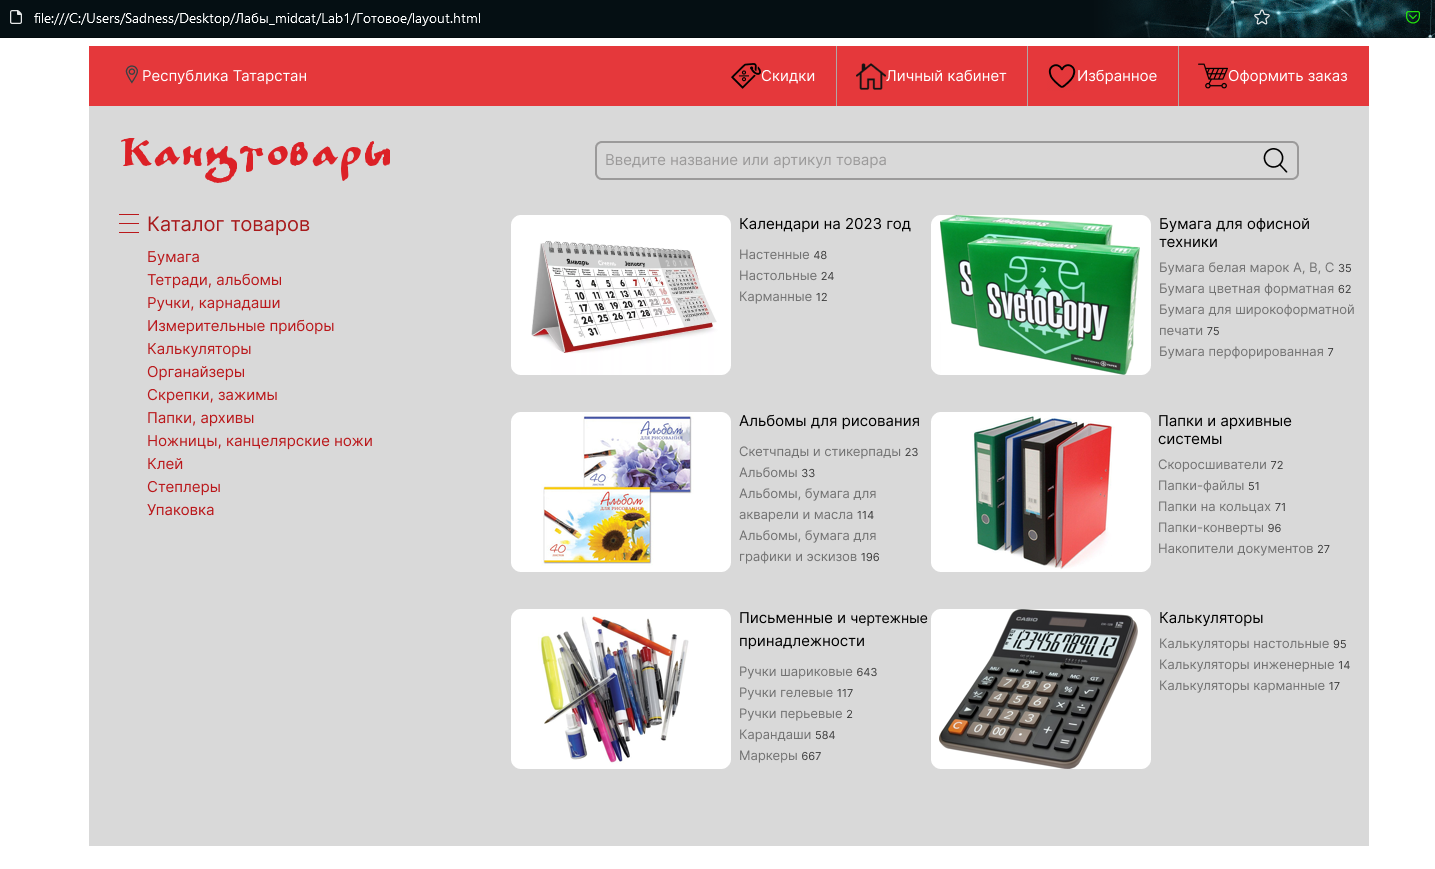 file:///C:/Users/Sadness/Desktop/Лабы_midcat/Lab1/Готовое/layout.html
Республика Татарстан
Скидки
Личный кабинет
Избранное
Оформить заказ
Канцтовары
Введите название или артикул товара
Каталог товаров
Бумага
Тетради, альбомы
Ручки, карнадаши
Измерительные приборы
Калькуляторы
Органайзеры
Скрепки, зажимы
Папки, архивы
Ножницы, канцелярские ножи
Клей
Степлеры
Упаковка
Январь January
Календари на 2023 год
Настенные 48
Настольные 24
Карманные 12
SvetoCopy
Бумага для офисной
техники
Бумага белая марок А, В, С 35
Бумага цветная форматная 62
Бумага для широкоформатной
печати 75
Бумага перфорированная 7
Альбом
ДЛЯ РИСОВАНИЯ
40
Альбом
ДЛЯ РИСОВАНИЯ
40
Альбомы для рисования
Скетчпады и стикерпады 23
Альбомы 33
Альбомы, бумага для
акварели и масла 114
Альбомы, бумага для
графики и эскизов 196
Папки и архивные
системы
Скоросшиватели 72
Папки-файлы 51
Папки на кольцах 71
Папки-конверты 96
Накопители документов 27
Письменные и чертежные
принадлежности
Ручки шариковые 643
Ручки гелевые 117
Ручки перьевые 2
Карандаши 584
Маркеры 667
CASIO
1234567890.12
Калькуляторы
Калькуляторы настольные 95
Калькуляторы инженерные 14
Калькуляторы карманные 17